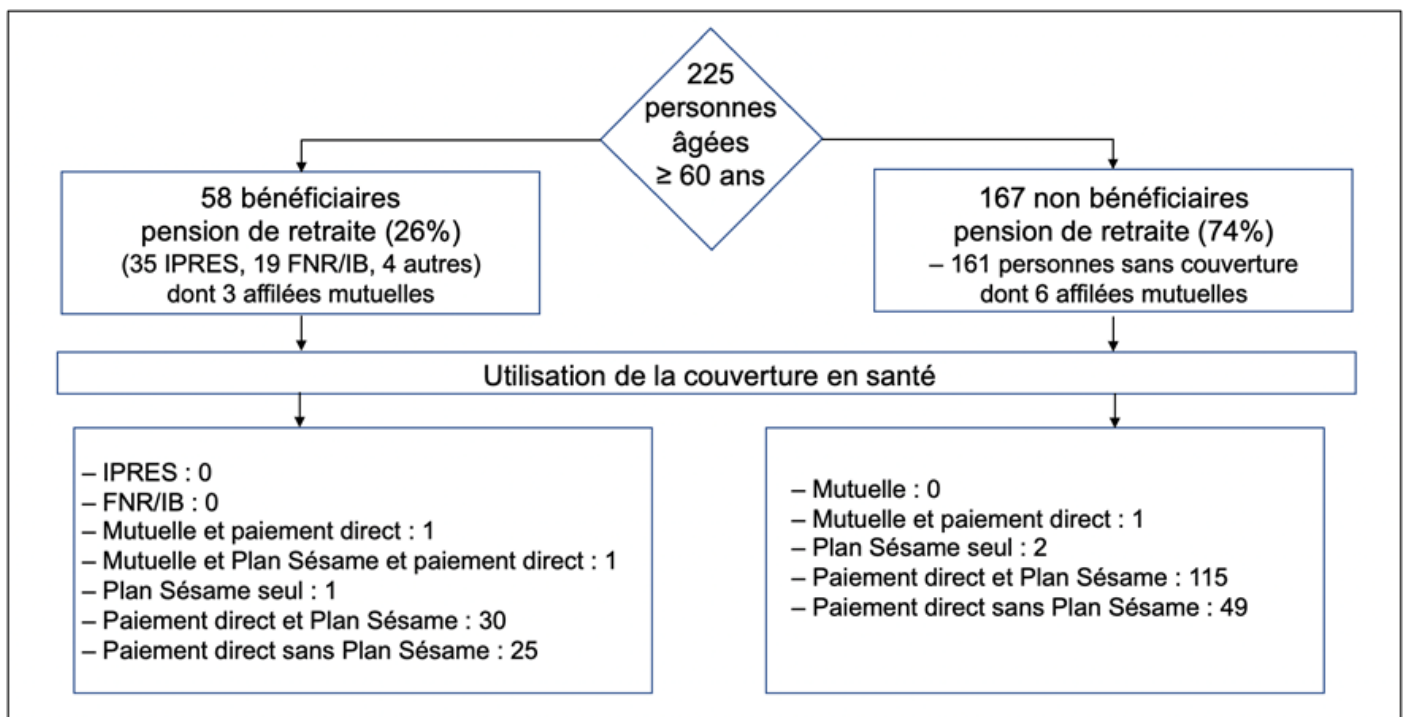 225
personnes
âgées
≥ 60 ans
58 bénéficiaires
pension de retraite (26%)
(35 IPRES, 19 FNR/IB, 4 autres)
dont 3 affilées mutuelles
167 non bénéficiaires
pension de retraite (74%)
– 161 personnes sans couverture
dont 6 affilées mutuelles
Utilisation de la couverture en santé
– IPRES : 0
– FNR/IB : 0
– Mutuelle et paiement direct : 1
– Mutuelle et Plan Sésame et paiement direct : 1
– Plan Sésame seul : 1
– Paiement direct et Plan Sésame : 30
– Paiement direct sans Plan Sésame : 25
– Mutuelle : 0
– Mutuelle et paiement direct : 1
– Plan Sésame seul : 2
– Paiement direct et Plan Sésame : 115
– Paiement direct sans Plan Sésame : 49